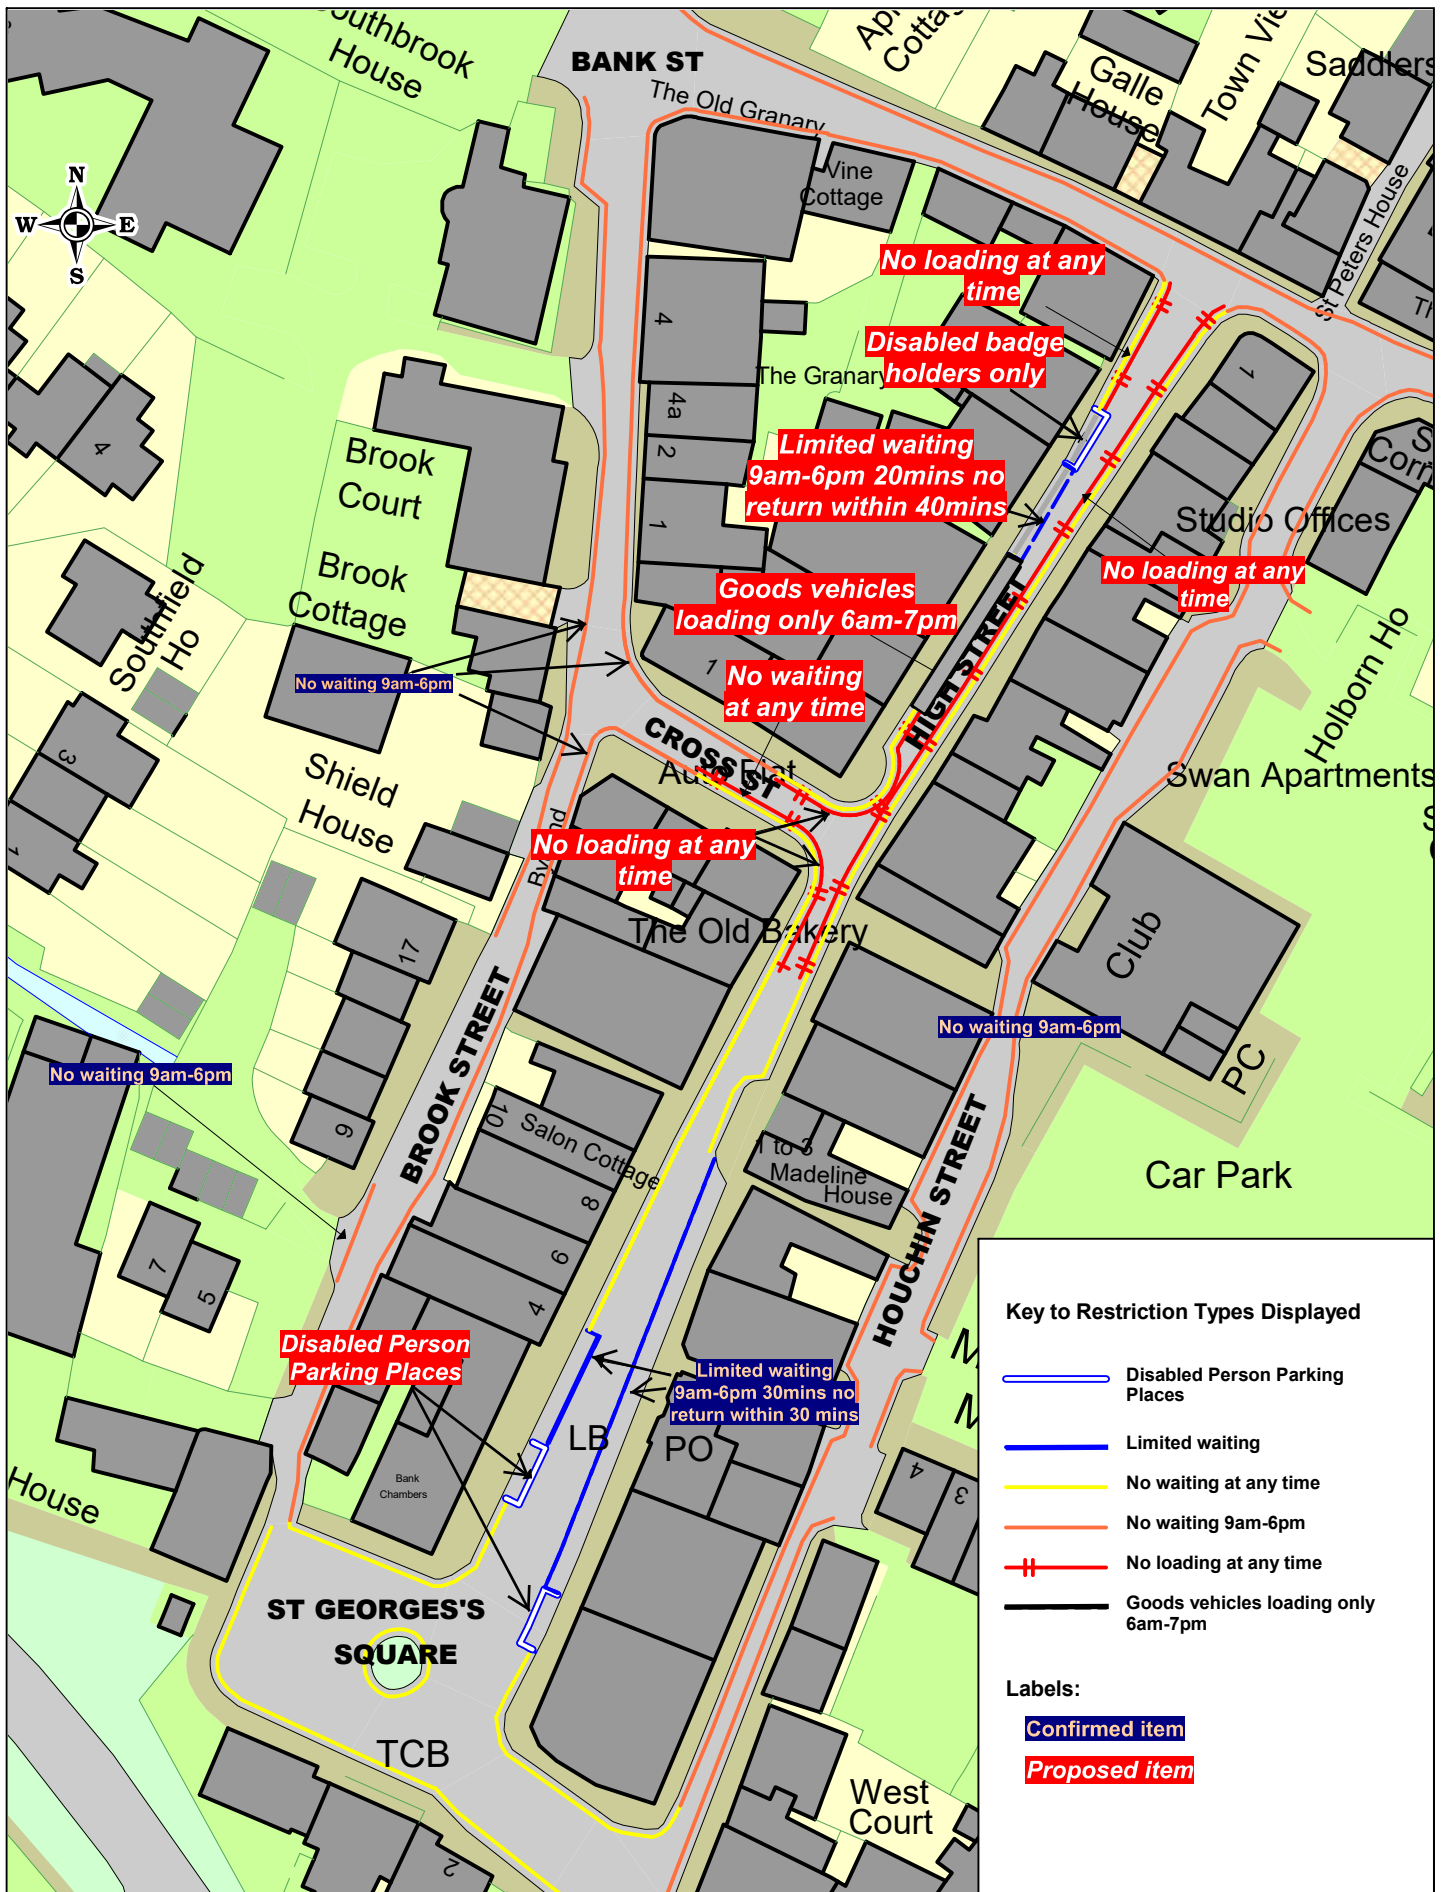 Southbrook
House
BANK ST
The Old Granary
Cottage
Galle
House
Town View
Saddlers
St Peters House
N
W
E
S
Vine
Cottage
No loading at any
time
4
Disabled badge
holders only
The Granary
4a
1
2
4
Brook
Court
Limited waiting
9am-6pm 20mins no
return within 40mins
1
Studio Offices
Brook
Cottage
Southfield
Ho
No loading at any
time
Goods vehicles
loading only 6am-7pm
HIGH STREET
Holborn Ho
No waiting 9am-6pm
1
No waiting
at any time
CROSS ST
3
Shield
House
Swan Apartments
No loading at any
time
1
The Old Bakery
17
Club
BROOK STREET
No waiting 9am-6pm
PC
No waiting 9am-6pm
9
10
Salon Cottage
1 to 3
Madeline
House
HOUCHIN STREET
Car Park
8
7
6
5
4
Disabled Person
Parking Places
Limited waiting
9am-6pm 30mins no
return within 30 mins
LB
PO
Bank
Chambers
House
4
3
ST GEORGES'S
SQUARE
TCB
West
Court
2
Key to Restriction Types Displayed
Disabled Person Parking
Places
Limited waiting
No waiting at any time
No waiting 9am-6pm
No loading at any time
Goods vehicles loading only
6am-7pm
Labels:
Confirmed item
Proposed item